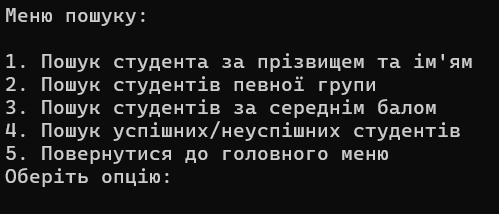 Меню пошуку:
1. Пошук студента за прізвищем та ім'ям
2. Пошук студентів певної групи
3. Пошук студентів за середнім балом
4. Пошук успішних/неуспішних студентів
5. Повернутися до головного меню
Оберіть опцію: